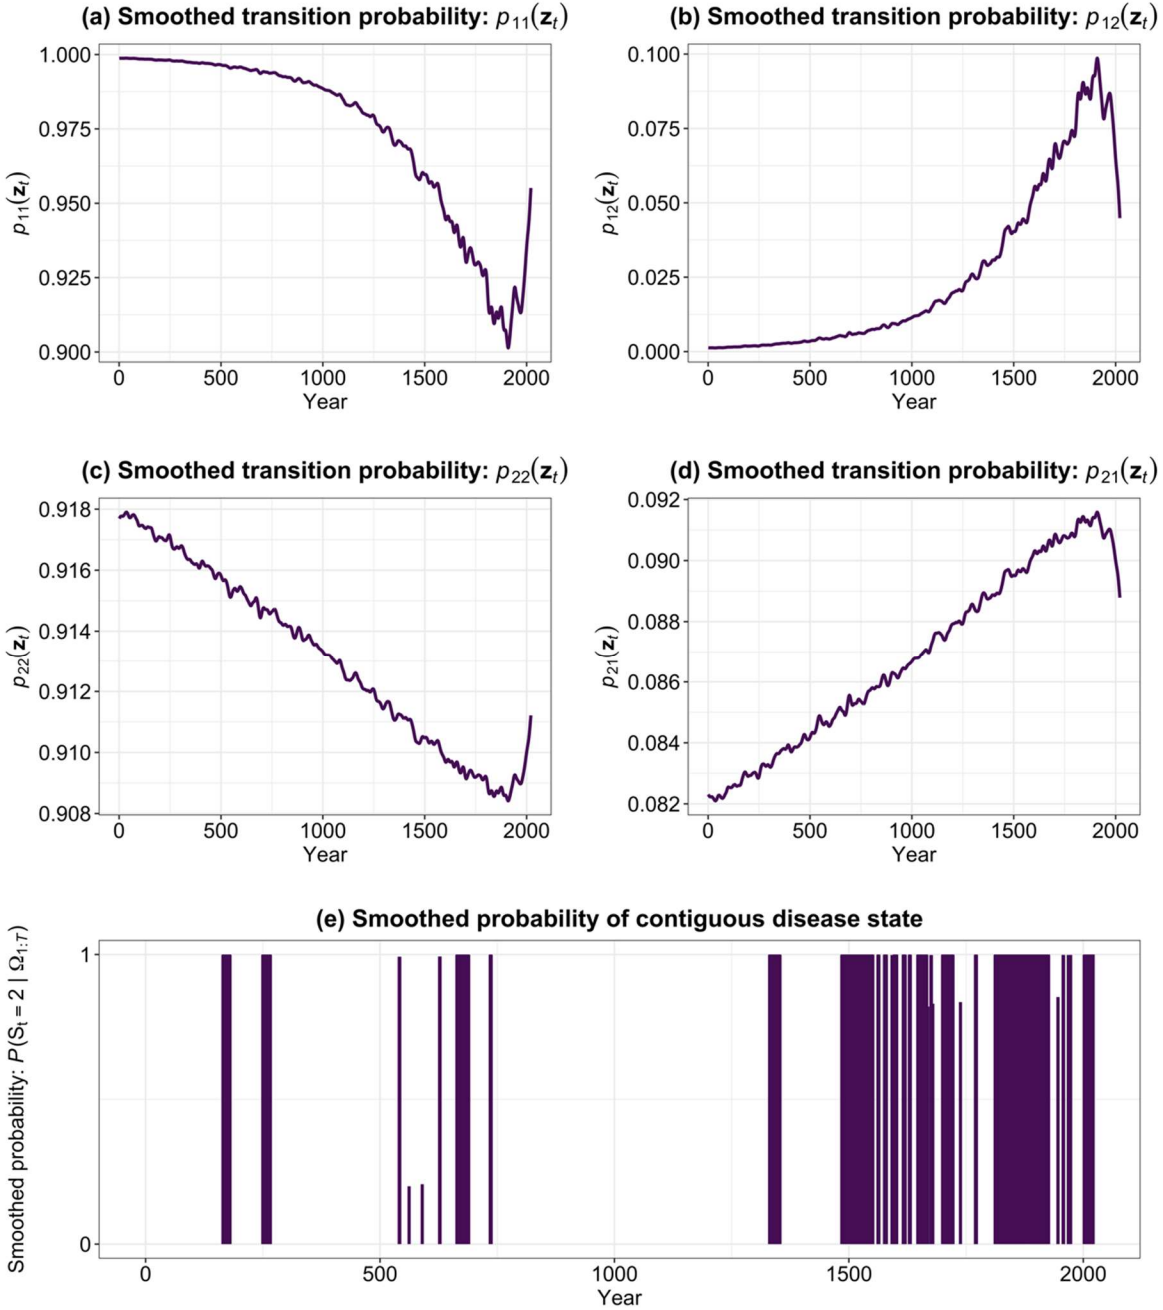 (a) Smoothed transition probability: p₁₁(𝐳ₜ)
p₁₁(𝐳ₜ)
1.000
0.975
0.950
0.925
0.900
0 500 1000 1500 2000
Year
(b) Smoothed transition probability: p₁₂(𝐳ₜ)
p₁₂(𝐳ₜ)
0.100
0.075
0.050
0.025
0.000
0 500 1000 1500 2000
Year
(c) Smoothed transition probability: p₂₂(𝐳ₜ)
p₂₂(𝐳ₜ)
0.918
0.916
0.914
0.912
0.910
0.908
0 500 1000 1500 2000
Year
(d) Smoothed transition probability: p₂₁(𝐳ₜ)
p₂₁(𝐳ₜ)
0.092
0.090
0.088
0.086
0.084
0.082
0 500 1000 1500 2000
Year
(e) Smoothed probability of contiguous disease state
Smoothed probability: P(Sₜ = 2 | Ω₁:T)
1
0
0 500 1000 1500 2000
Year